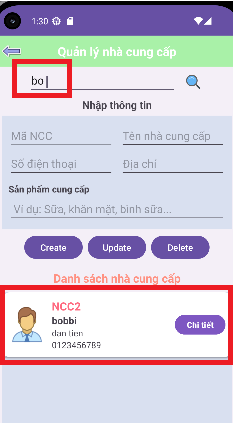 1:30
Quản lý nhà cung cấp
bo
Nhập thông tin
Mã NCC Tên nhà cung cấp
Số điện thoại Địa chỉ
Sản phẩm cung cấp
Ví dụ: Sữa, khăn mặt, bình sữa...
Create Update Delete
Danh sách nhà cung cấp
NCC2
bobbi
dan tien
0123456789
Chi tiết